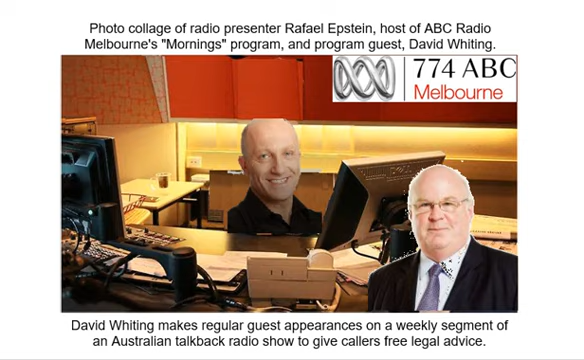 Photo collage of radio presenter Rafael Epstein, host of ABC Radio
Melbourne's "Mornings" program, and program guest, David Whiting.
774 ABC
Melbourne
David Whiting makes regular guest appearances on a weekly segment of
an Australian talkback radio show to give callers free legal advice.